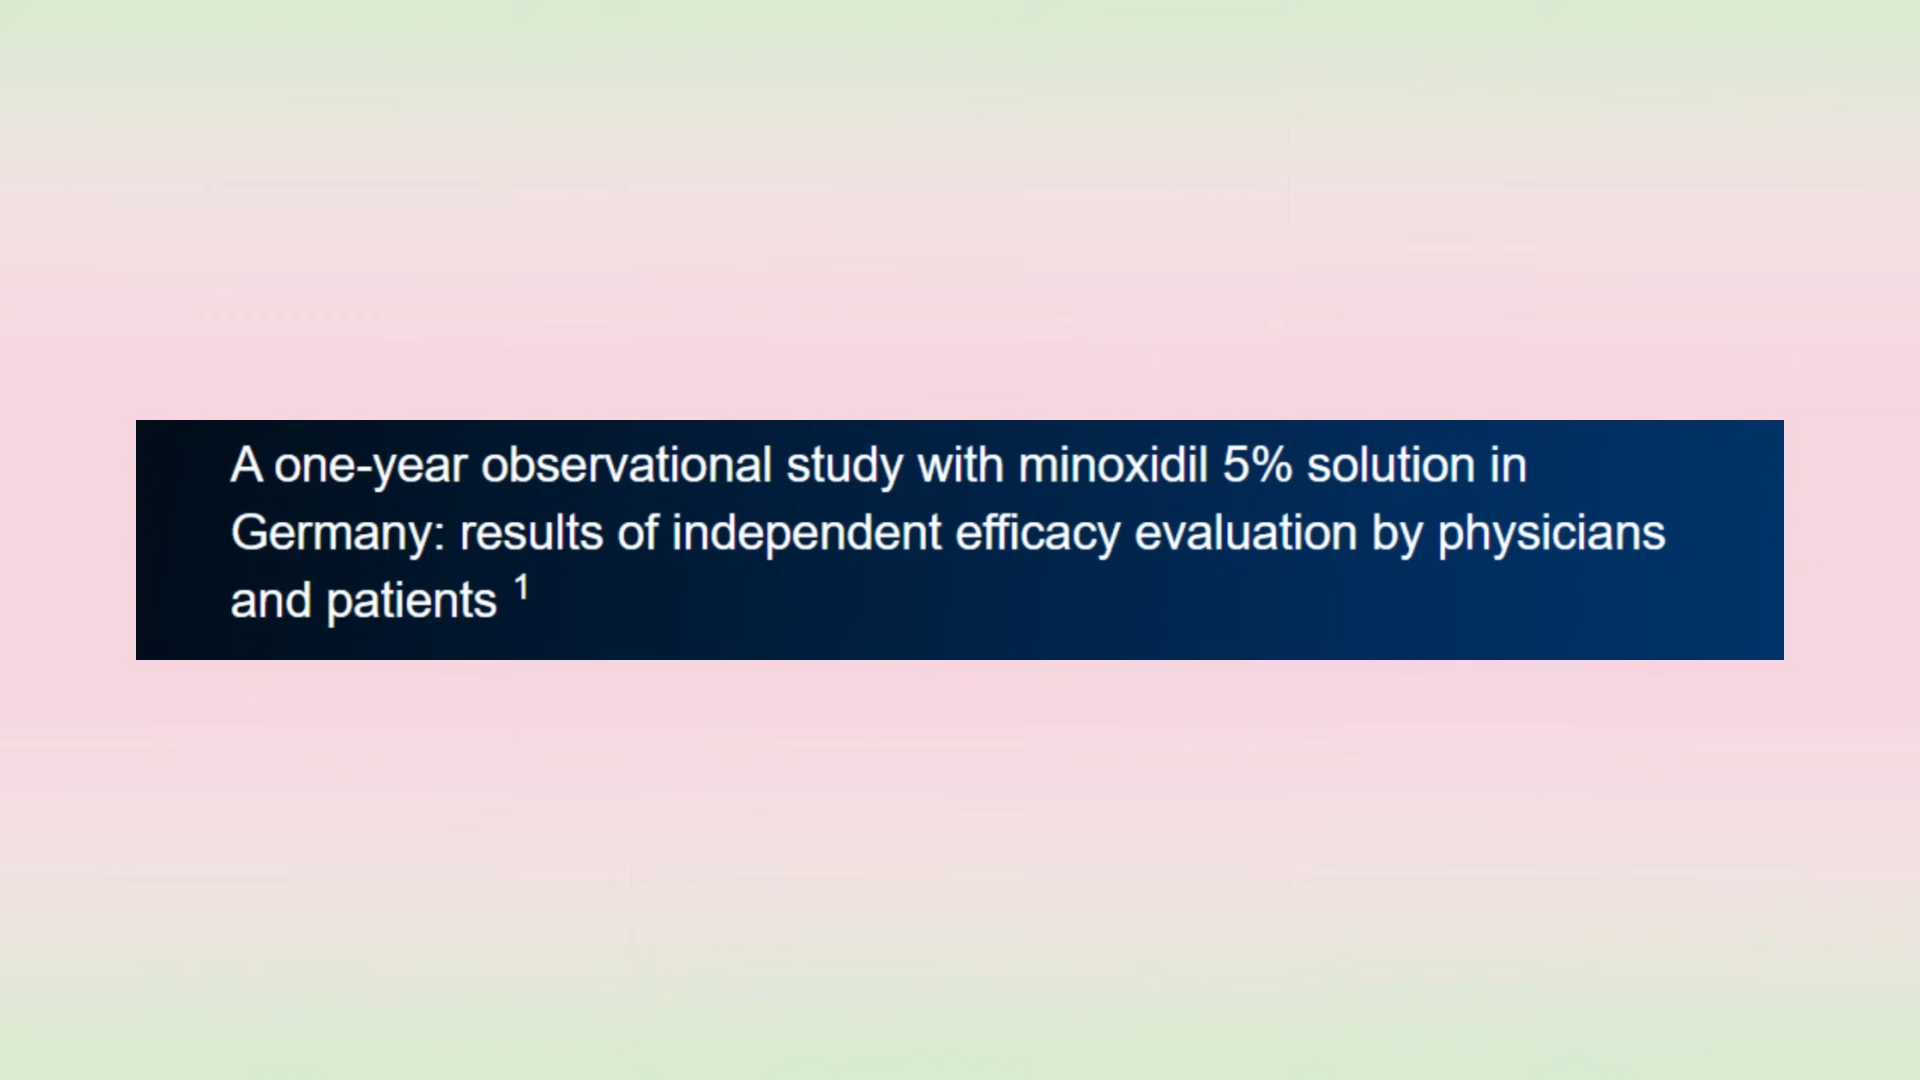 A one-year observational study with minoxidil 5% solution in
Germany: results of independent efficacy evaluation by physicians
and patients 1